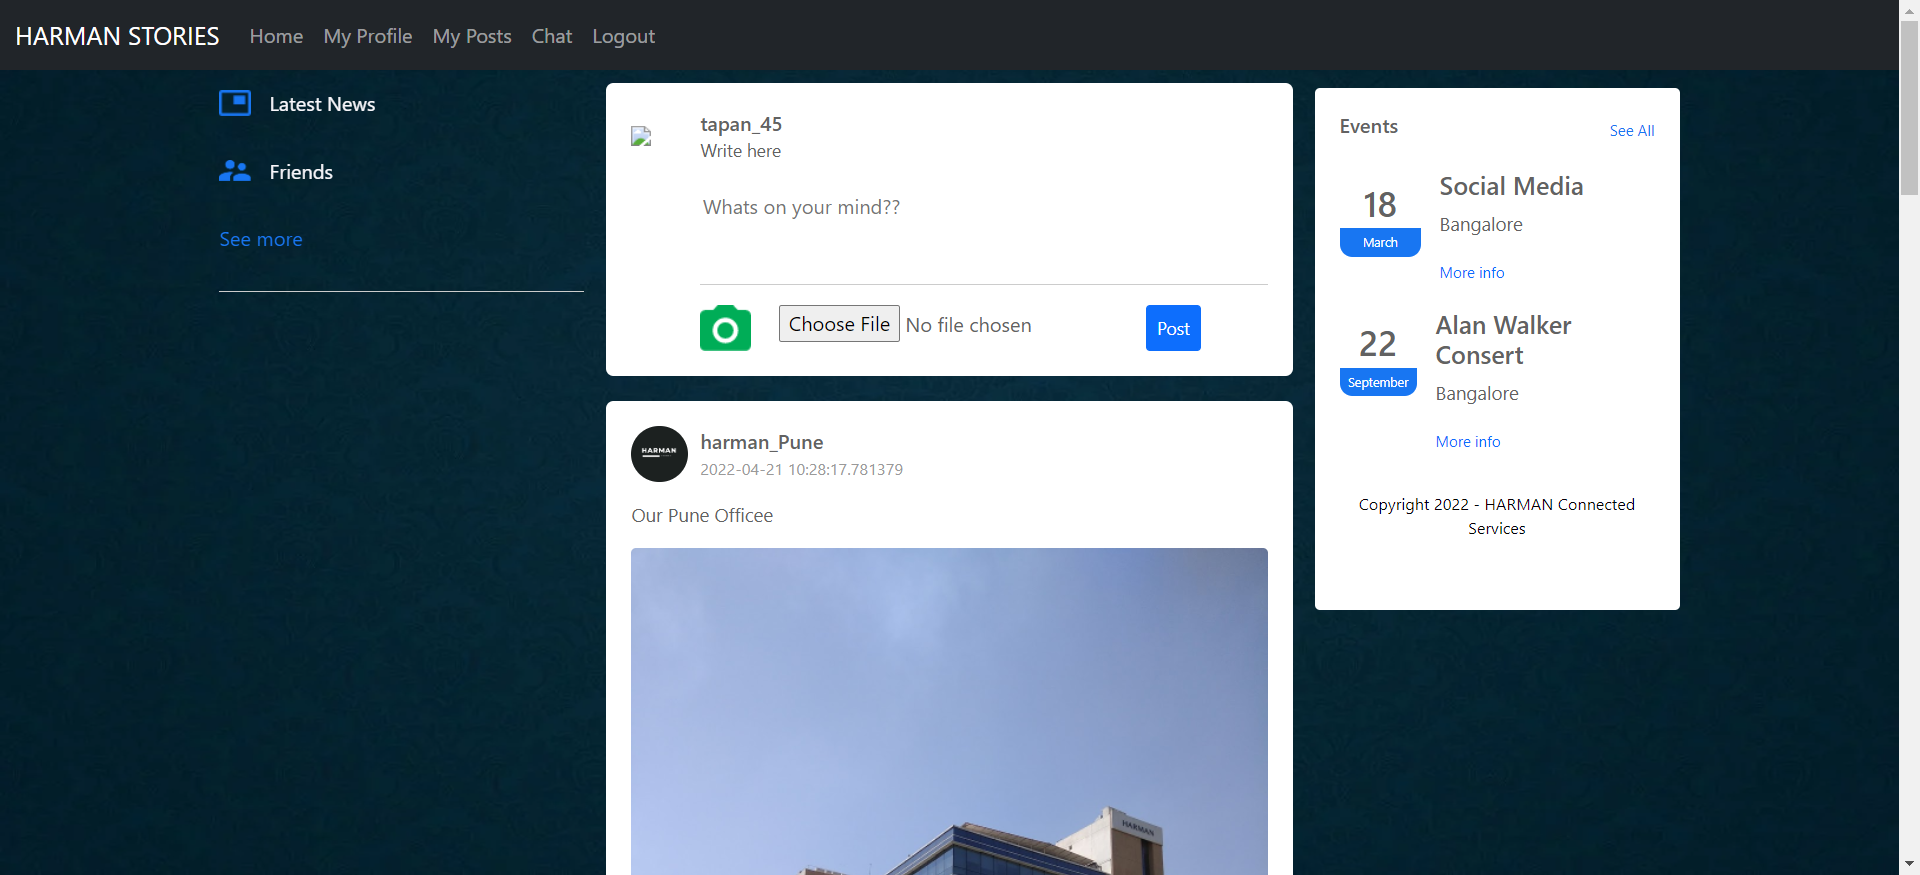 HARMAN STORIES Home My Profile My Posts Chat Logout
Latest News
Friends
See more
tapan_45
Write here
Whats on your mind??
Choose File No file chosen
Post
HARMAN
harman_Pune
2022-04-21 10:28:17.781379
Our Pune Officee
HARMAN
Events
See All
18
March
Social Media
Bangalore
More info
22
September
Alan Walker
Consert
Bangalore
More info
Copyright 2022 - HARMAN Connected
Services